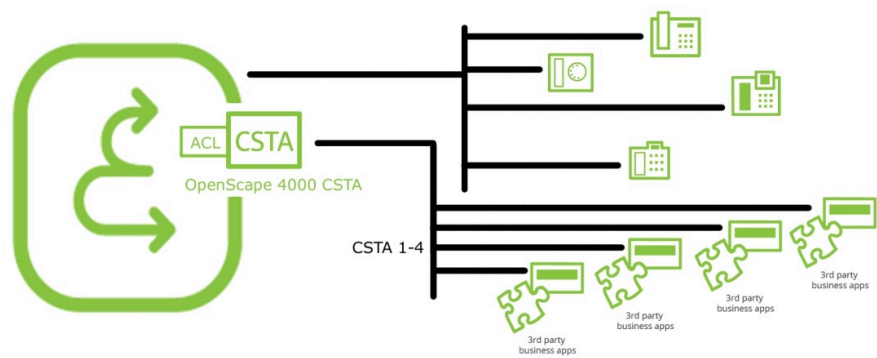 ACL
CSTA
OpenScape 4000 CSTA
CSTA 1-4
3rd party
business apps
3rd party
business apps
3rd party
business apps
3rd party
business apps